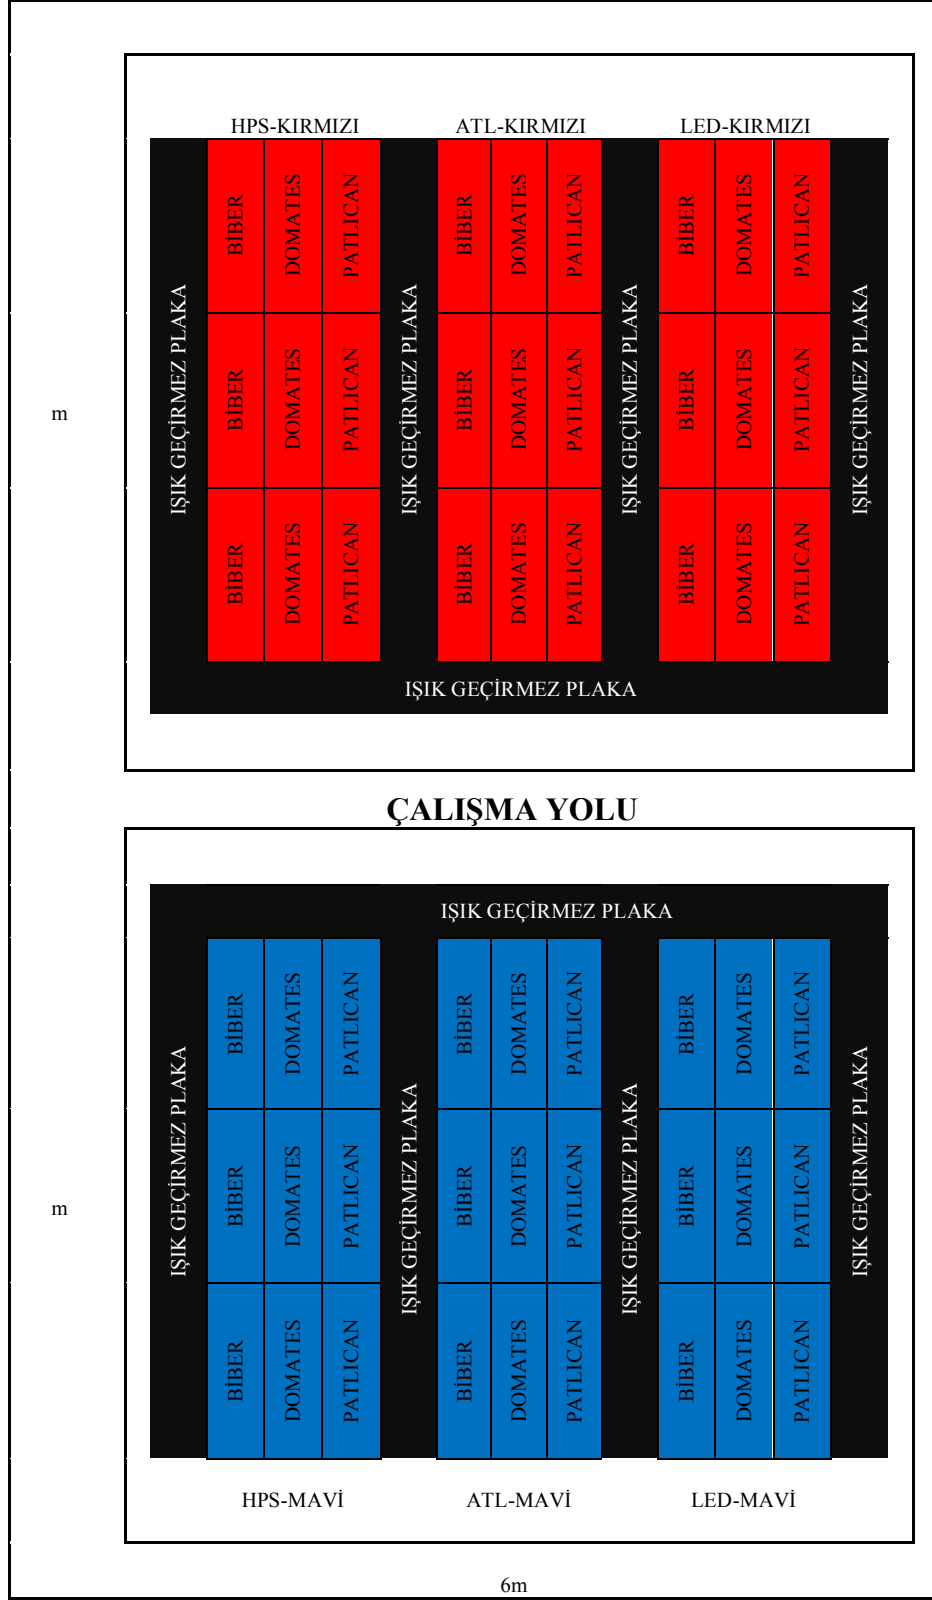 HPS-KIRMIZI ATL-KIRMIZI LED-KIRMIZI
IŞIK GEÇİRMEZ PLAKA
BİBER DOMATES PATLICAN
BİBER DOMATES PATLICAN
BİBER DOMATES PATLICAN
IŞIK GEÇİRMEZ PLAKA
BİBER DOMATES PATLICAN
BİBER DOMATES PATLICAN
BİBER DOMATES PATLICAN
IŞIK GEÇİRMEZ PLAKA
BİBER DOMATES PATLICAN
BİBER DOMATES PATLICAN
BİBER DOMATES PATLICAN
IŞIK GEÇİRMEZ PLAKA
m
IŞIK GEÇİRMEZ PLAKA
ÇALIŞMA YOLU
IŞIK GEÇİRMEZ PLAKA
IŞIK GEÇİRMEZ PLAKA
BİBER DOMATES PATLICAN
BİBER DOMATES PATLICAN
BİBER DOMATES PATLICAN
IŞIK GEÇİRMEZ PLAKA
BİBER DOMATES PATLICAN
BİBER DOMATES PATLICAN
BİBER DOMATES PATLICAN
IŞIK GEÇİRMEZ PLAKA
BİBER DOMATES PATLICAN
BİBER DOMATES PATLICAN
BİBER DOMATES PATLICAN
IŞIK GEÇİRMEZ PLAKA
m
HPS-MAVİ ATL-MAVİ LED-MAVİ
6m